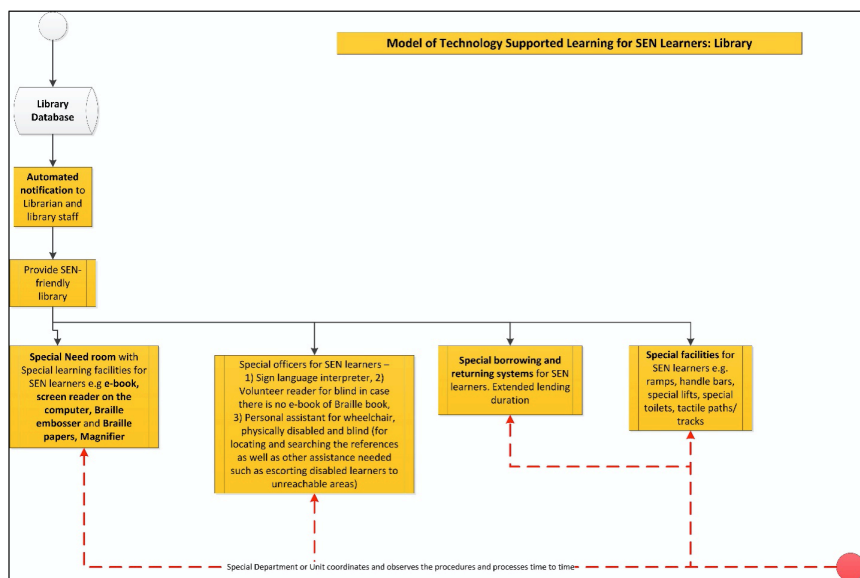 Model of Technology Supported Learning for SEN Learners: Library
Library
Database
Automated
notification to
Librarian and
library staff
Provide SEN-
friendly
library
Special Need room with
Special learning facilities for
SEN learners e.g e-book,
screen reader on the
computer, Braille
embosser and Braille
papers, Magnifier
Special officers for SEN learners –
1) Sign language interpreter, 2)
Volunteer reader for blind in case
there is no e-book of Braille book,
3) Personal assistant for wheelchair,
physically disabled and blind (for
locating and searching the references
as well as other assistance needed
such as escorting disabled learners to
unreachable areas)
Special borrowing and
returning systems for SEN
learners. Extended lending
duration
Special facilities for
SEN learners e.g.
ramps, handle bars,
special lifts, special
toilets, tactile paths/
tracks
Special Department or Unit coordinates and observes the procedures and processes time to time